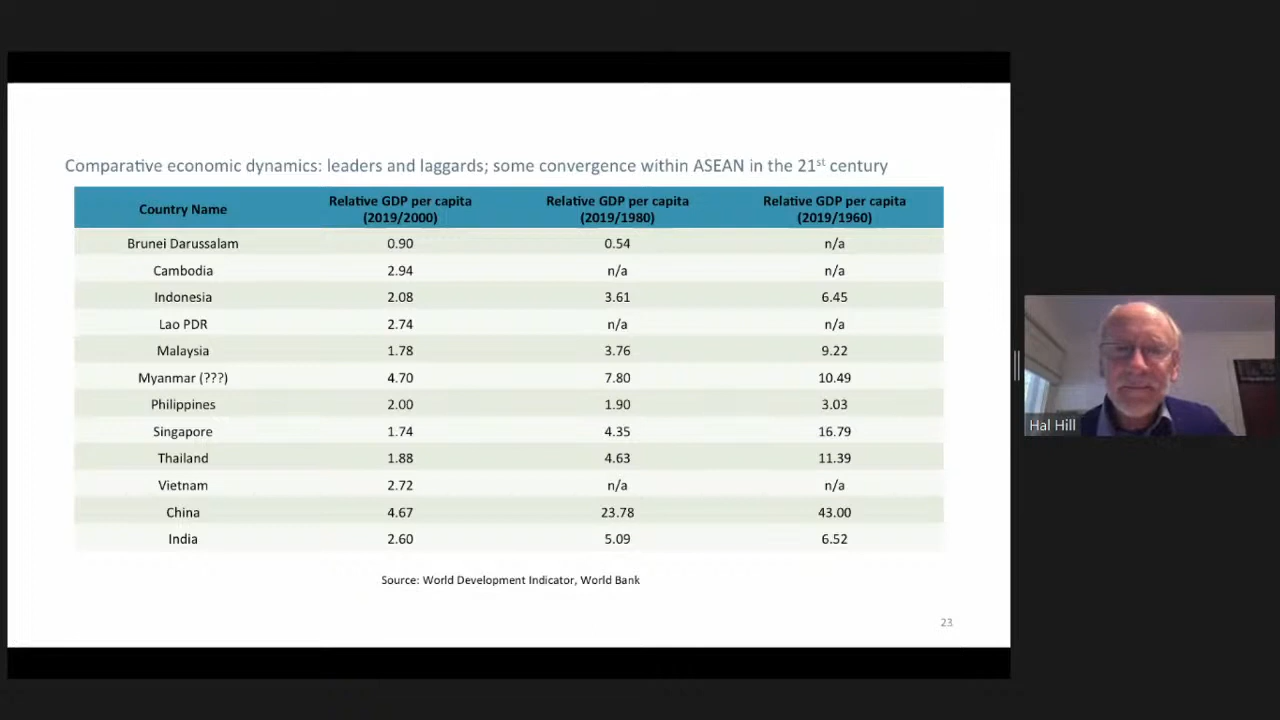 Comparative economic dynamics: leaders and laggards; some convergence within ASEAN in the 21st century
Country Name Relative GDP per capita (2019/2000) Relative GDP per capita (2019/1980) Relative GDP per capita (2019/1960)
Brunei Darussalam 0.90 0.54 n/a
Cambodia 2.94 n/a n/a
Indonesia 2.08 3.61 6.45
Lao PDR 2.74 n/a n/a
Malaysia 1.78 3.76 9.22
Myanmar (???) 4.70 7.80 10.49
Philippines 2.00 1.90 3.03
Singapore 1.74 4.35 16.79
Thailand 1.88 4.63 11.39
Vietnam 2.72 n/a n/a
China 4.67 23.78 43.00
India 2.60 5.09 6.52
Source: World Development Indicator, World Bank
23
Hal Hill